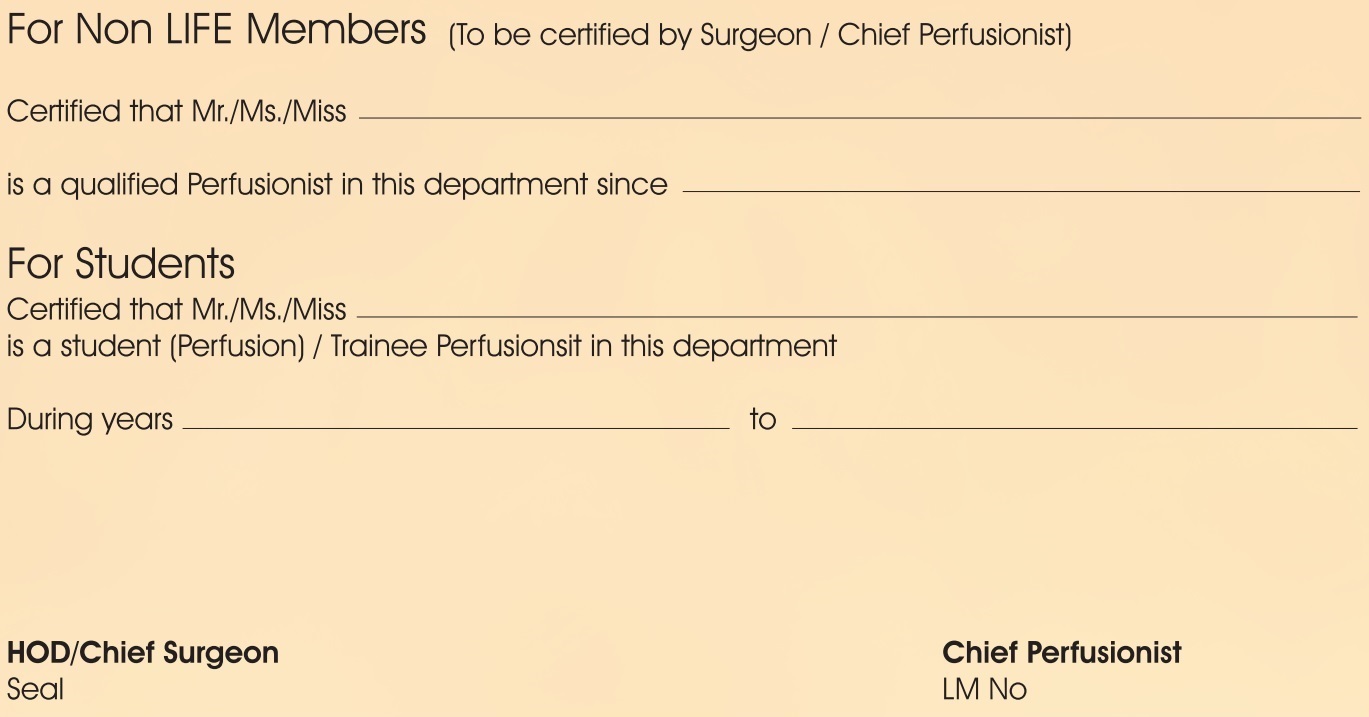 For Non LIFE Members (To be certified by Surgeon / Chief Perfusionist)
Certified that Mr./Ms./Miss
is a qualified Perfusionist in this department since
For Students
Certified that Mr./Ms./Miss
is a student (Perfusion) / Trainee Perfusionsit in this department
During years to
HOD/Chief Surgeon Chief Perfusionist
Seal LM No